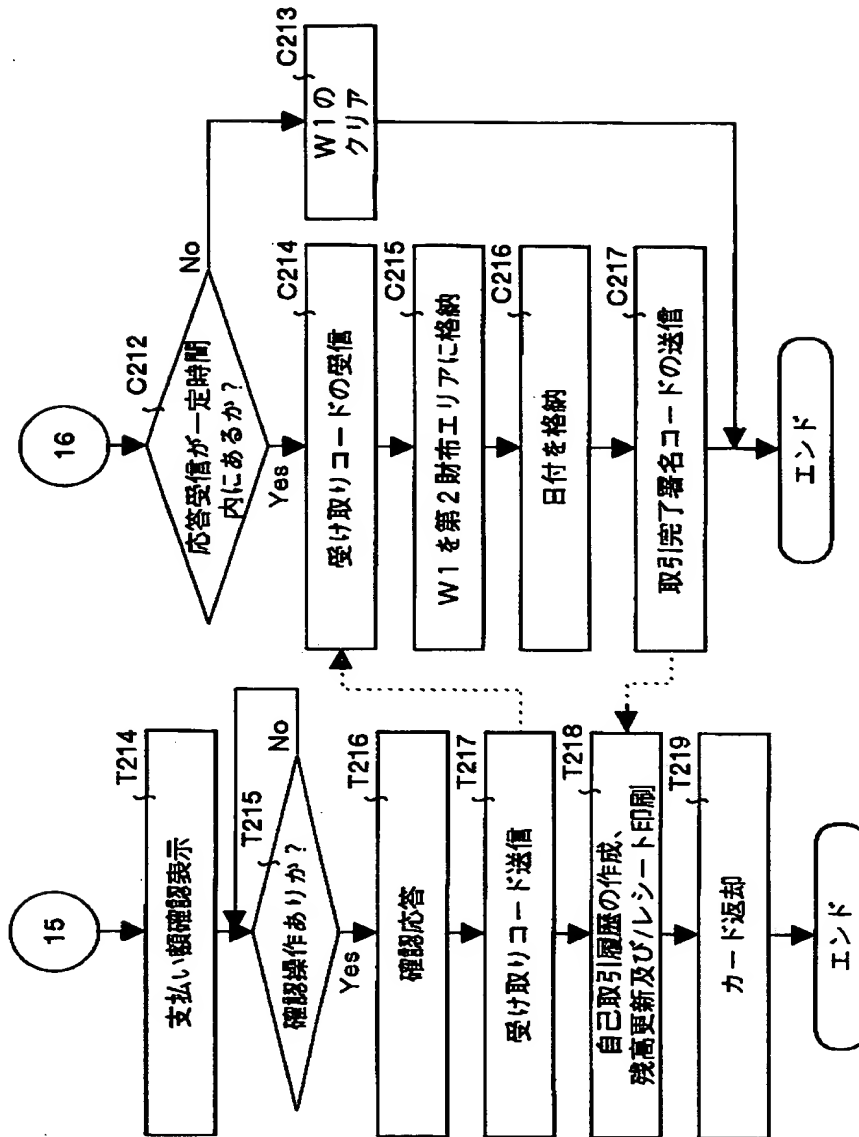 15
支払い額確認表示
T214
確認操作ありか？
T215
No
Yes
確認応答
T216
受け取りコード送信
T217
自己取引履歴の作成、
残高更新及び/レシート印刷
T218
カード返却
T219
エンド
16
応答受信が一定時間
内にあるか？
C212
No
Yes
W1の
クリア
C213
受け取りコードの受信
C214
W1を第2財布エリアに格納
C215
日付を格納
C216
取引完了署名コードの送信
C217
エンド